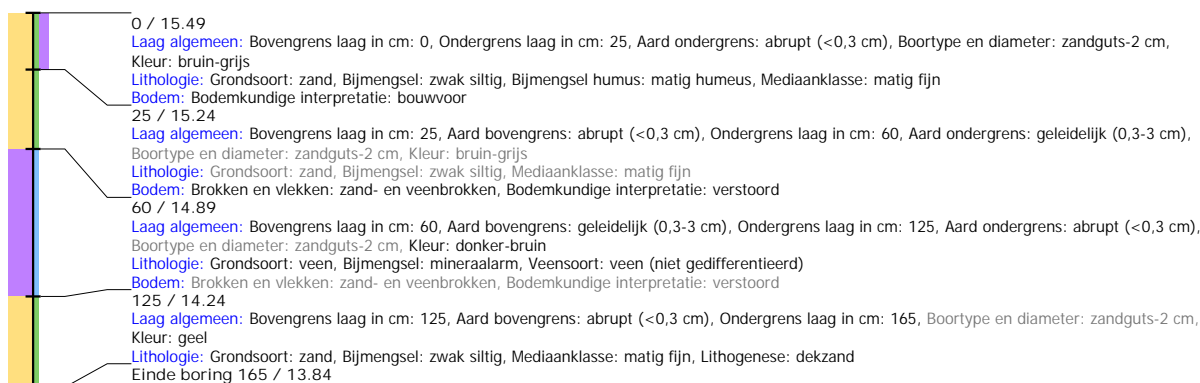 0 / 15.49
Laag algemeen: Bovengrens laag in cm: 0, Ondergrens laag in cm: 25, Aard ondergrens: abrupt (<0,3 cm), Boortype en diameter: zandguts-2 cm,
Kleur: bruin-grijs
Lithologie: Grondsoort: zand, Bijmengsel: zwak siltig, Bijmengsel humus: matig humeus, Mediaanklasse: matig fijn
Bodem: Bodemkundige interpretatie: bouwvoor
25 / 15.24
Laag algemeen: Bovengrens laag in cm: 25, Aard bovengrens: abrupt (<0,3 cm), Ondergrens laag in cm: 60, Aard ondergrens: geleidelijk (0,3-3 cm),
Boortype en diameter: zandguts-2 cm, Kleur: bruin-grijs
Lithologie: Grondsoort: zand, Bijmengsel: zwak siltig, Mediaanklasse: matig fijn
Bodem: Brokken en vlekken: zand- en veenbrokken, Bodemkundige interpretatie: verstoord
60 / 14.89
Laag algemeen: Bovengrens laag in cm: 60, Aard bovengrens: geleidelijk (0,3-3 cm), Ondergrens laag in cm: 125, Aard ondergrens: abrupt (<0,3 cm),
Boortype en diameter: zandguts-2 cm, Kleur: donker-bruin
Lithologie: Grondsoort: veen, Bijmengsel: mineraalarm, Veensoort: veen (niet gedifferentieerd)
Bodem: Brokken en vlekken: zand- en veenbrokken, Bodemkundige interpretatie: verstoord
125 / 14.24
Laag algemeen: Bovengrens laag in cm: 125, Aard bovengrens: abrupt (<0,3 cm), Ondergrens laag in cm: 165, Boortype en diameter: zandguts-2 cm,
Kleur: geel
Lithologie: Grondsoort: zand, Bijmengsel: zwak siltig, Mediaanklasse: matig fijn, Lithogenese: dekzand
Einde boring 165 / 13.84